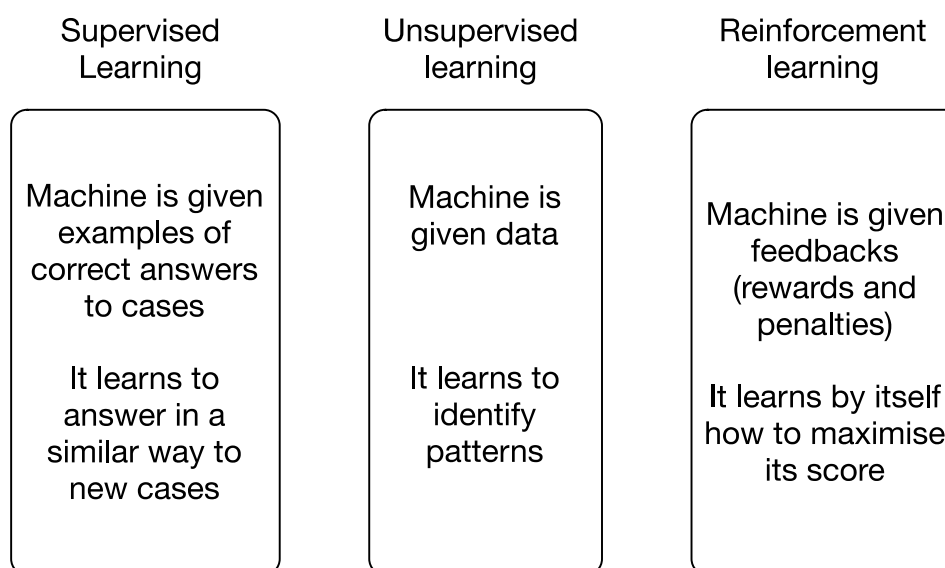 Supervised
Learning
Machine is given
examples of
correct answers
to cases
It learns to
answer in a
similar way to
new cases
Unsupervised
learning
Machine is
given data
It learns to
identify
patterns
Reinforcement
learning
Machine is given
feedbacks
(rewards and
penalties)
It learns by itself
how to maximise
its score